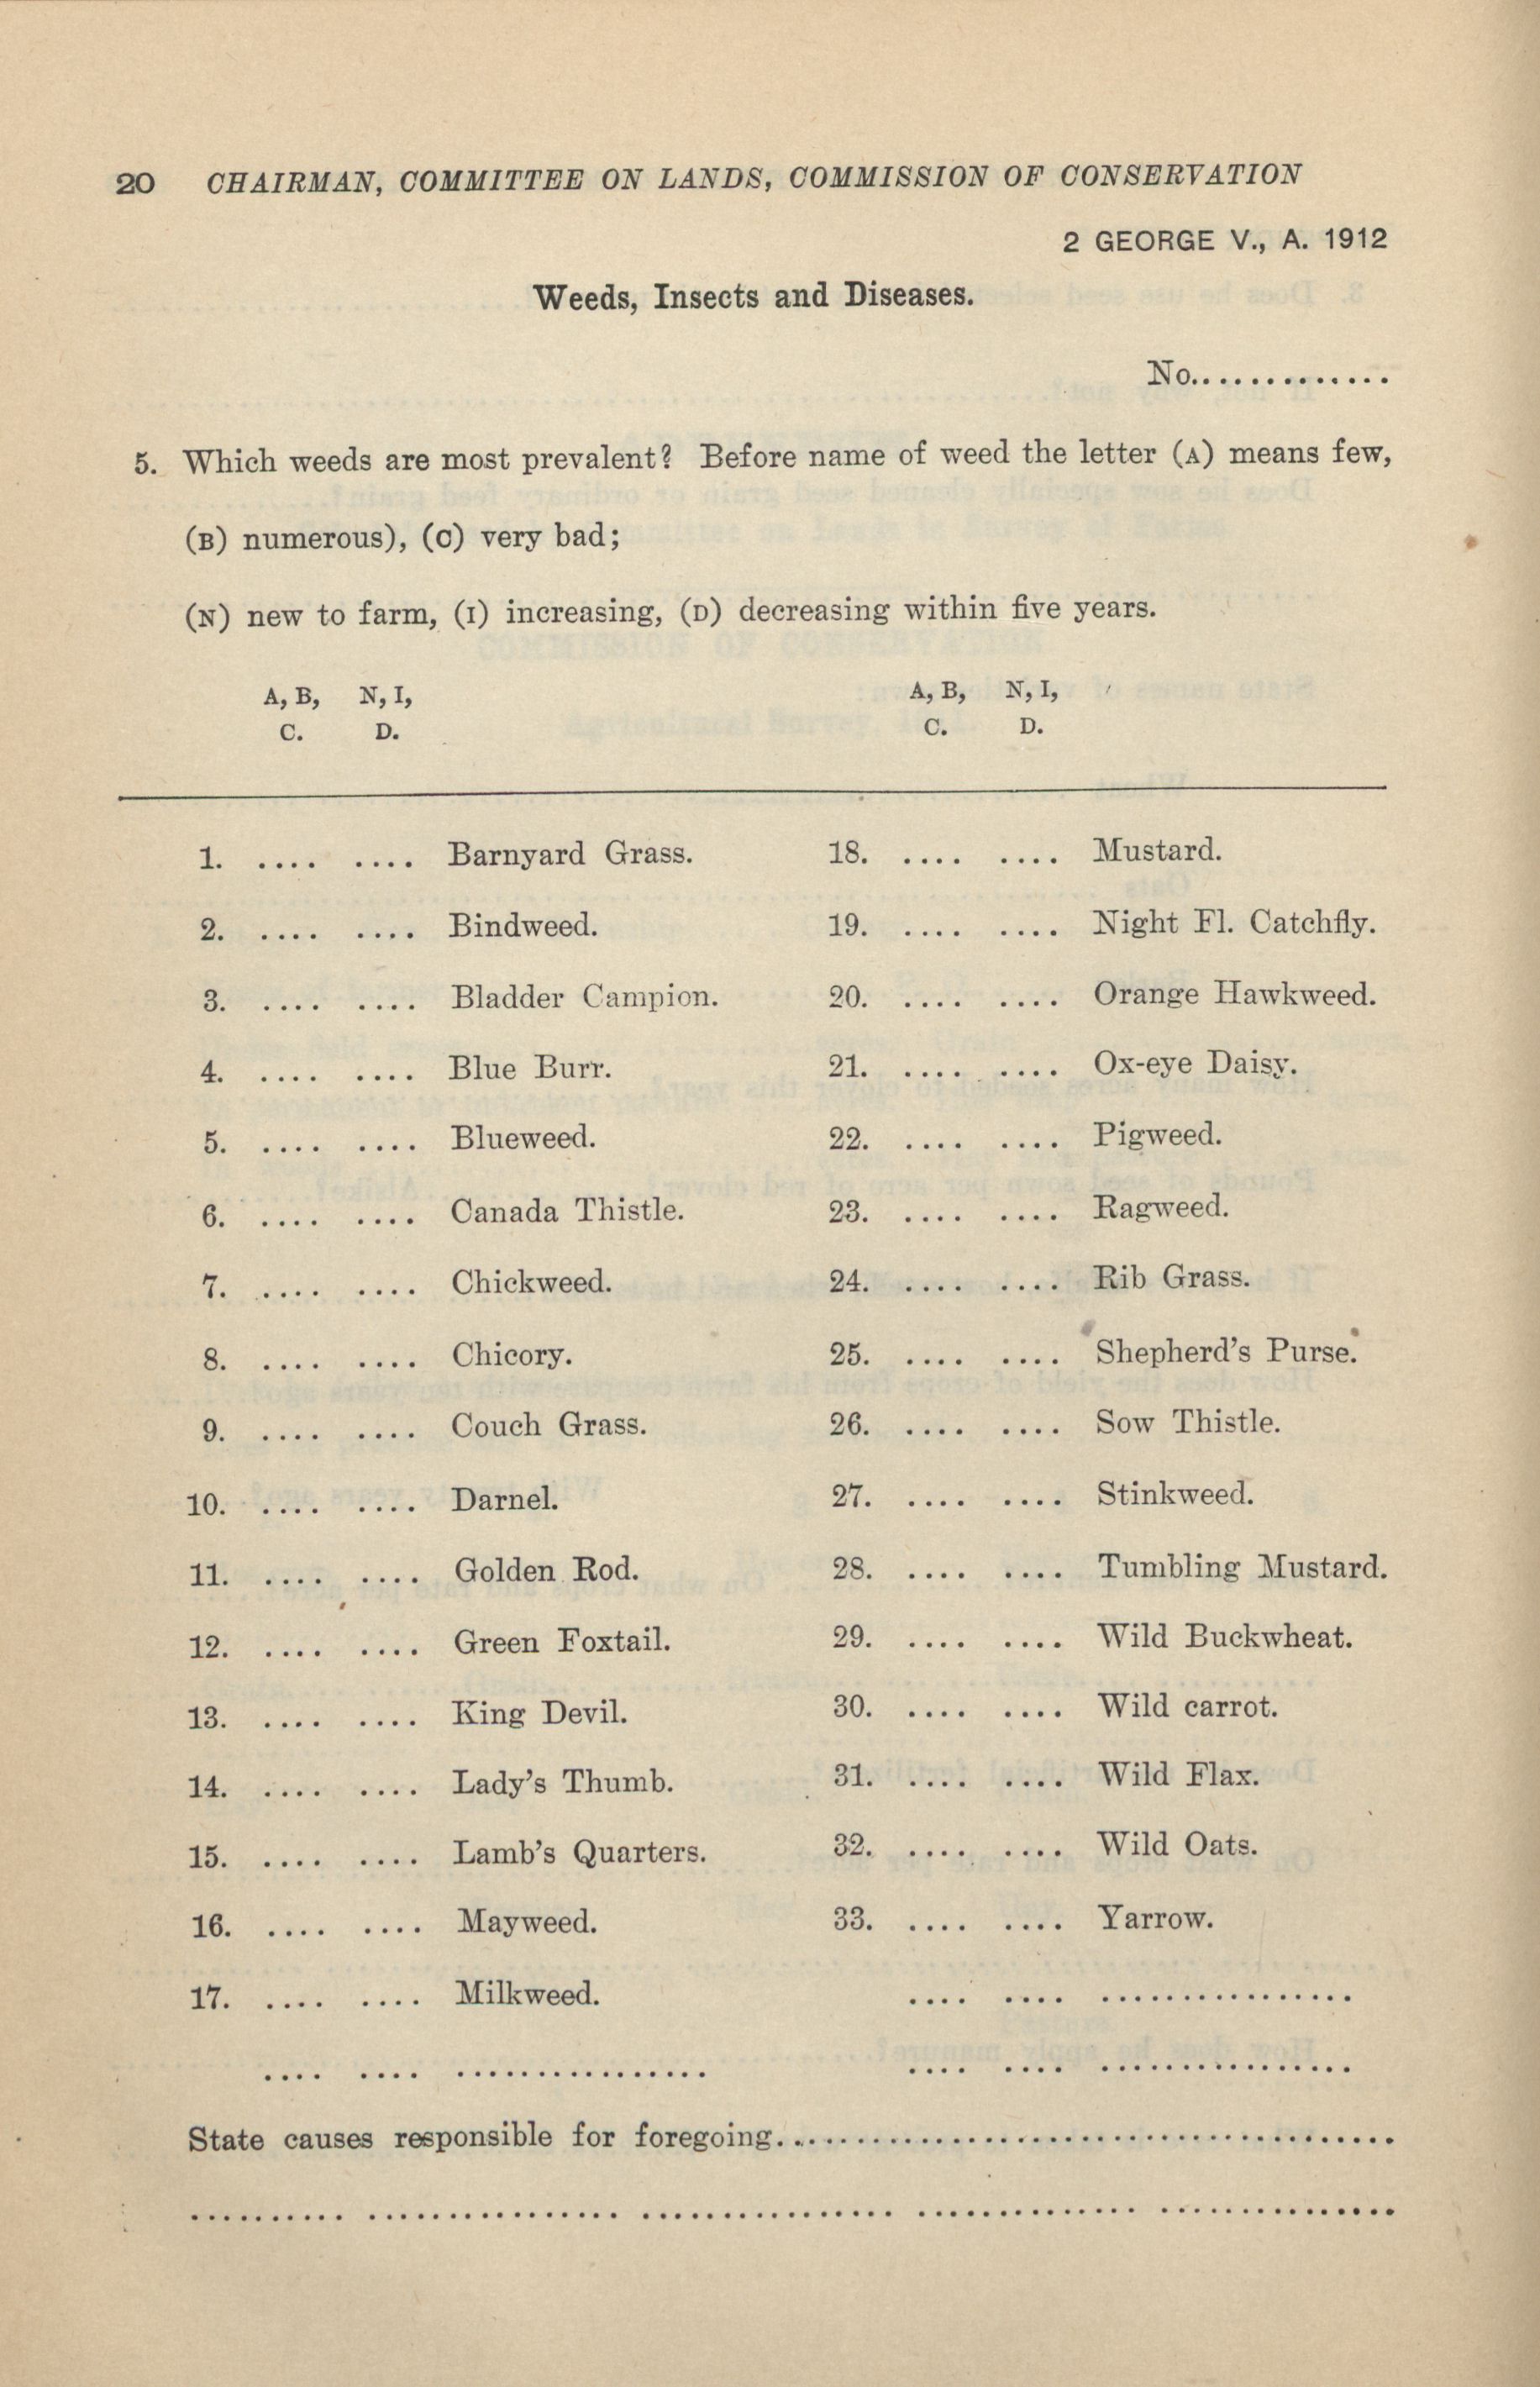 20 CHAIRMAN, COMMITTEE ON LANDS, COMMISSION OF CONSERVATION
2 GEORGE V., A. 1912
Weeds, Insects and Diseases.
No..............
5. Which weeds are most prevalent? Before name of weed the letter (A) means few,
(B) numerous), (C) very bad;
(N) new to farm, (I) increasing, (D) decreasing within five years.
A, B, N, I,
C. D.
A, B, N, I,
C. D.
1. .... .... Barnyard Grass.
2. .... .... Bindweed.
3. .... .... Bladder Campion.
4. .... .... Blue Burr.
5. .... .... Blueweed.
6. .... .... Canada Thistle.
7. .... .... Chickweed.
8. .... .... Chicory.
9. .... .... Couch Grass.
10. .... .... Darnel.
11. .... .... Golden Rod.
12. .... .... Green Foxtail.
13. .... .... King Devil.
14. .... .... Lady's Thumb.
15. .... .... Lamb's Quarters.
16. .... .... Mayweed.
17. .... .... Milkweed.
.... .... ................
18. .... .... Mustard.
19. .... .... Night Fl. Catchfly.
20. .... .... Orange Hawkweed.
21. .... .... Ox-eye Daisy.
22. .... .... Pigweed.
23. .... .... Ragweed.
24. .... .... Rib Grass.
25. .... .... Shepherd's Purse.
26. .... .... Sow Thistle.
27. .... .... Stinkweed.
28. .... .... Tumbling Mustard.
29. .... .... Wild Buckwheat.
30. .... .... Wild carrot.
31. .... .... Wild Flax.
32. .... .... Wild Oats.
33. .... .... Yarrow.
.... .... ................
.... .... ................
State causes responsible for foregoing.......................................
.......... ................ ................ .............. ...............